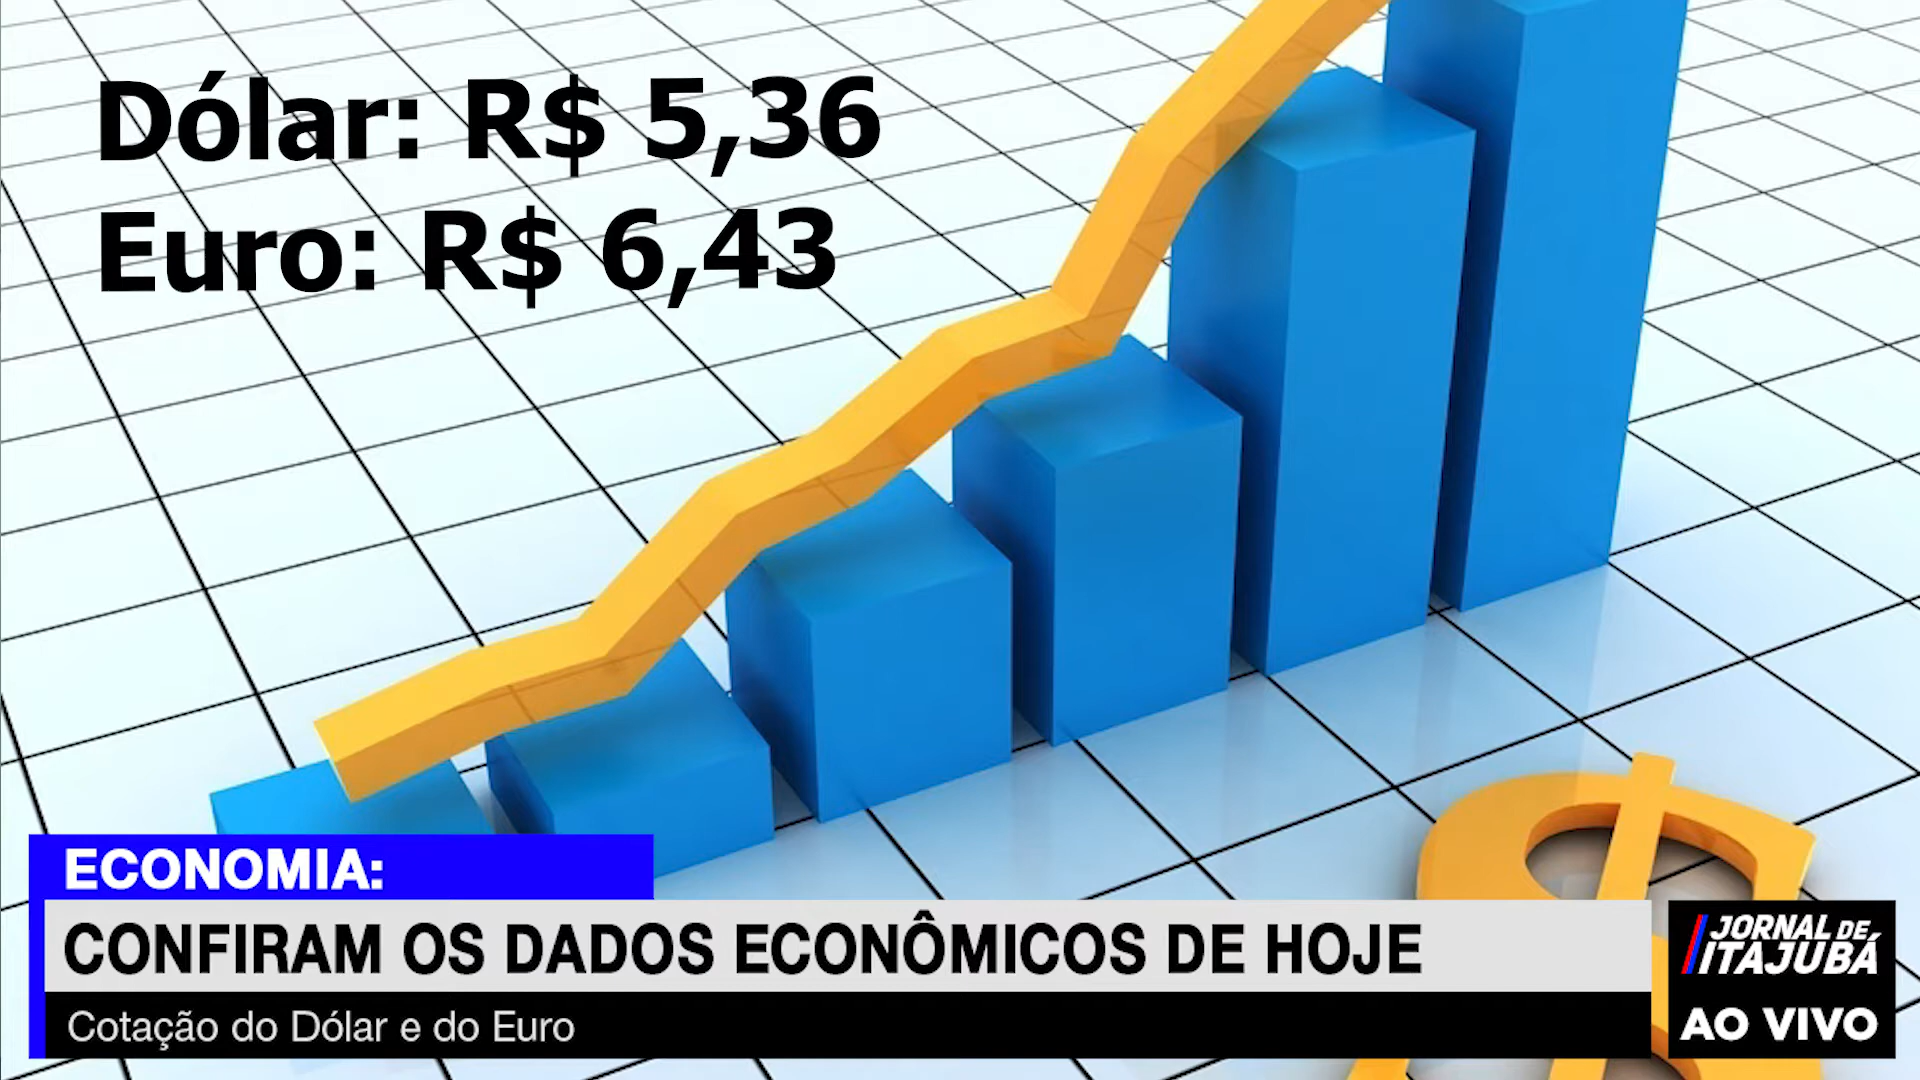 Dólar: R$ 5,36
Euro: R$ 6,43
ECONOMIA:
CONFIRAM OS DADOS ECONÔMICOS DE HOJE
Cotação do Dólar e do Euro
JORNAL DE
ITAJUBÁ
AO VIVO